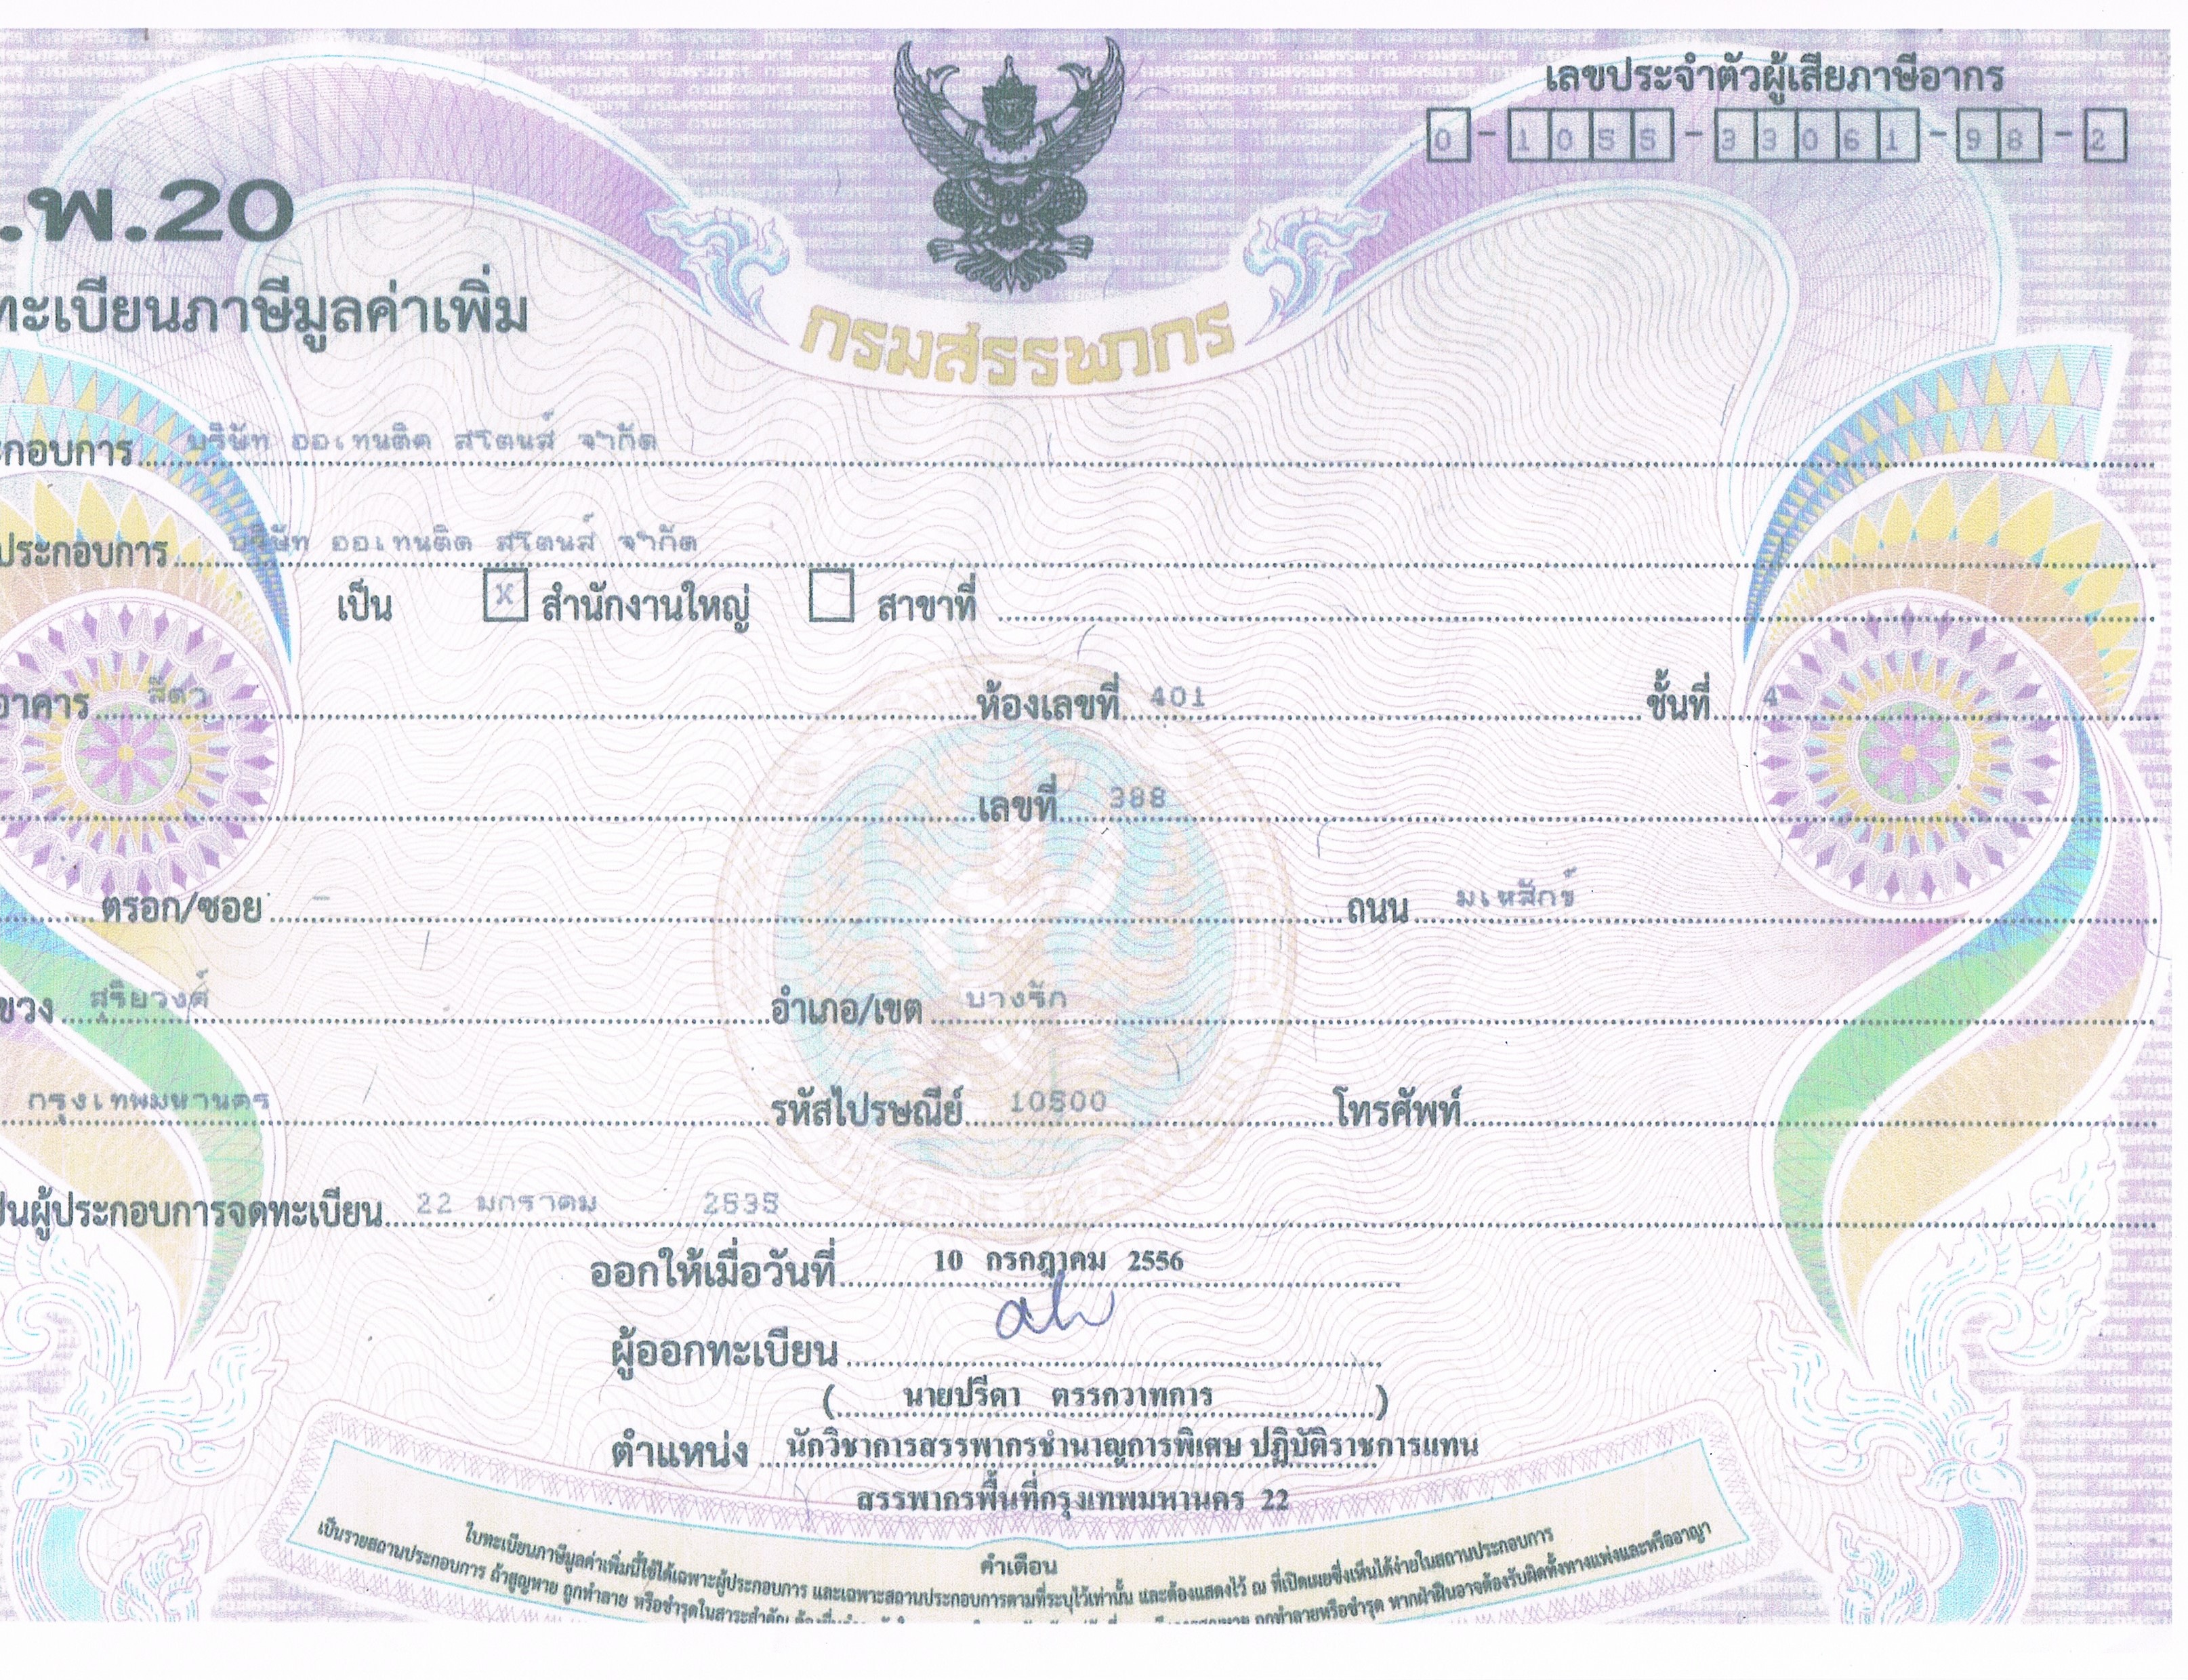 เลขประจำตัวผู้เสียภาษีอากร
0-1055-33061-98-2
.พ.20
ทะเบียนภาษีมูลค่าเพิ่ม
กรมสรรพากร
กอบการ บริษัท ออเทนติค สโตนส์ จำกัด
ประกอบการ บริษัท ออเทนติค สโตนส์ จำกัด
เป็น X สำนักงานใหญ่ สาขาที่
อาคาร สีดา ห้องเลขที่ 401 ชั้นที่ 4
เลขที่ 388
ตรอก/ซอย - ถนน มเหสักข์
ขวง สุริยวงศ์ อำเภอ/เขต บางรัก
กรุงเทพมหานคร รหัสไปรษณีย์ 10500 โทรศัพท์
ป็นผู้ประกอบการจดทะเบียน 22 มกราคม 2535
ออกให้เมื่อวันที่ 10 กรกฎาคม 2556
ผู้ออกทะเบียน
( นายปรีดา ตรรกวาทการ )
ตำแหน่ง นักวิชาการสรรพากรชำนาญการพิเศษ ปฏิบัติราชการแทน
สรรพากรพื้นที่กรุงเทพมหานคร 22
คำเตือน
ใบทะเบียนภาษีมูลค่าเพิ่มนี้ใช้ได้เฉพาะผู้ประกอบการ และเฉพาะสถานประกอบการตามที่ระบุไว้เท่านั้น และต้องแสดงไว้ ณ ที่เปิดเผยซึ่งเห็นได้ง่ายในสถานประกอบการ
เป็นรายสถานประกอบการ ถ้าสูญหาย ถูกทำลาย หรือชำรุดในสาระสำคัญ ถูกทำลายหรือชำรุด หากฝ่าฝืนอาจต้องรับผิดทั้งทางแพ่งและหรืออาญา